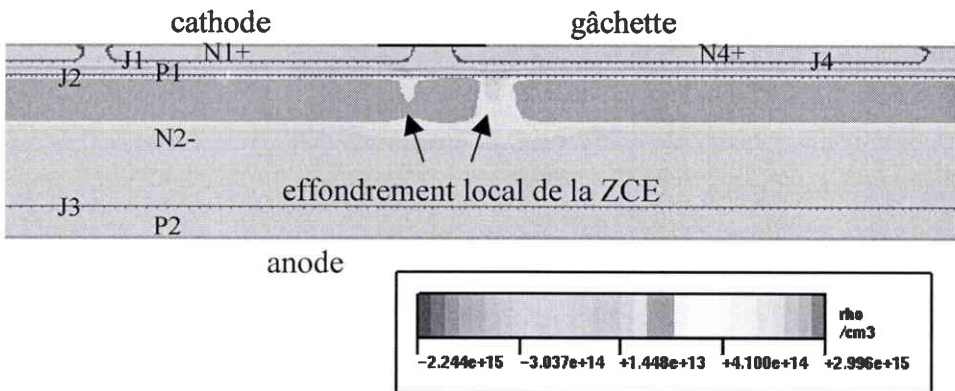 cathode gâchette
J1 N1+ N4+ J4
J2 P1
N2-
effondrement local de la ZCE
J3
P2
anode
rho
/cm3
−2.244e+15 −3.037e+14 +1.448e+13 +4.100e+14 +2.996e+15